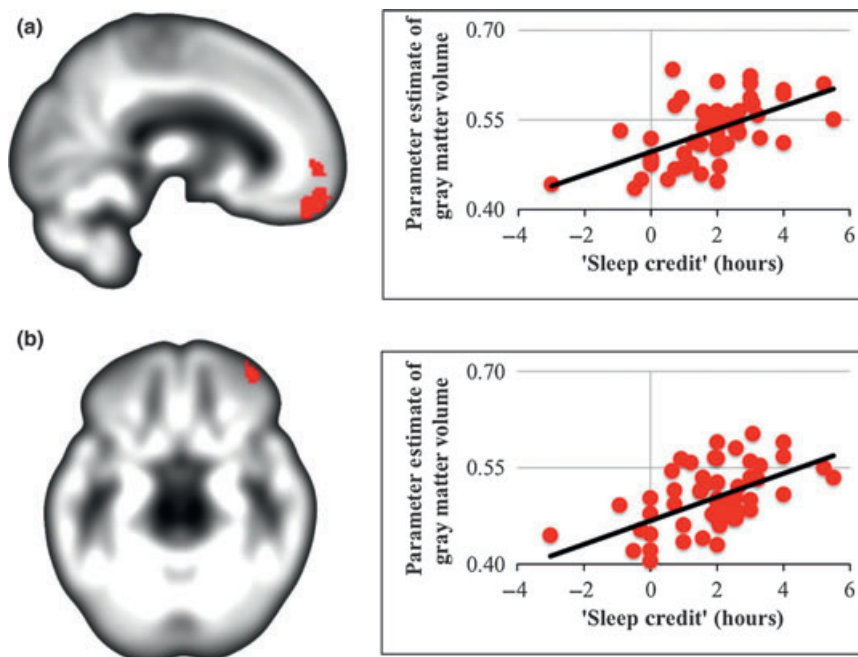 (a)
Parameter estimate of
gray matter volume
0.70
0.55
0.40
−4 −2 0 2 4 6
'Sleep credit' (hours)
(b)
Parameter estimate of
gray matter volume
0.70
0.55
0.40
−4 −2 0 2 4 6
'Sleep credit' (hours)